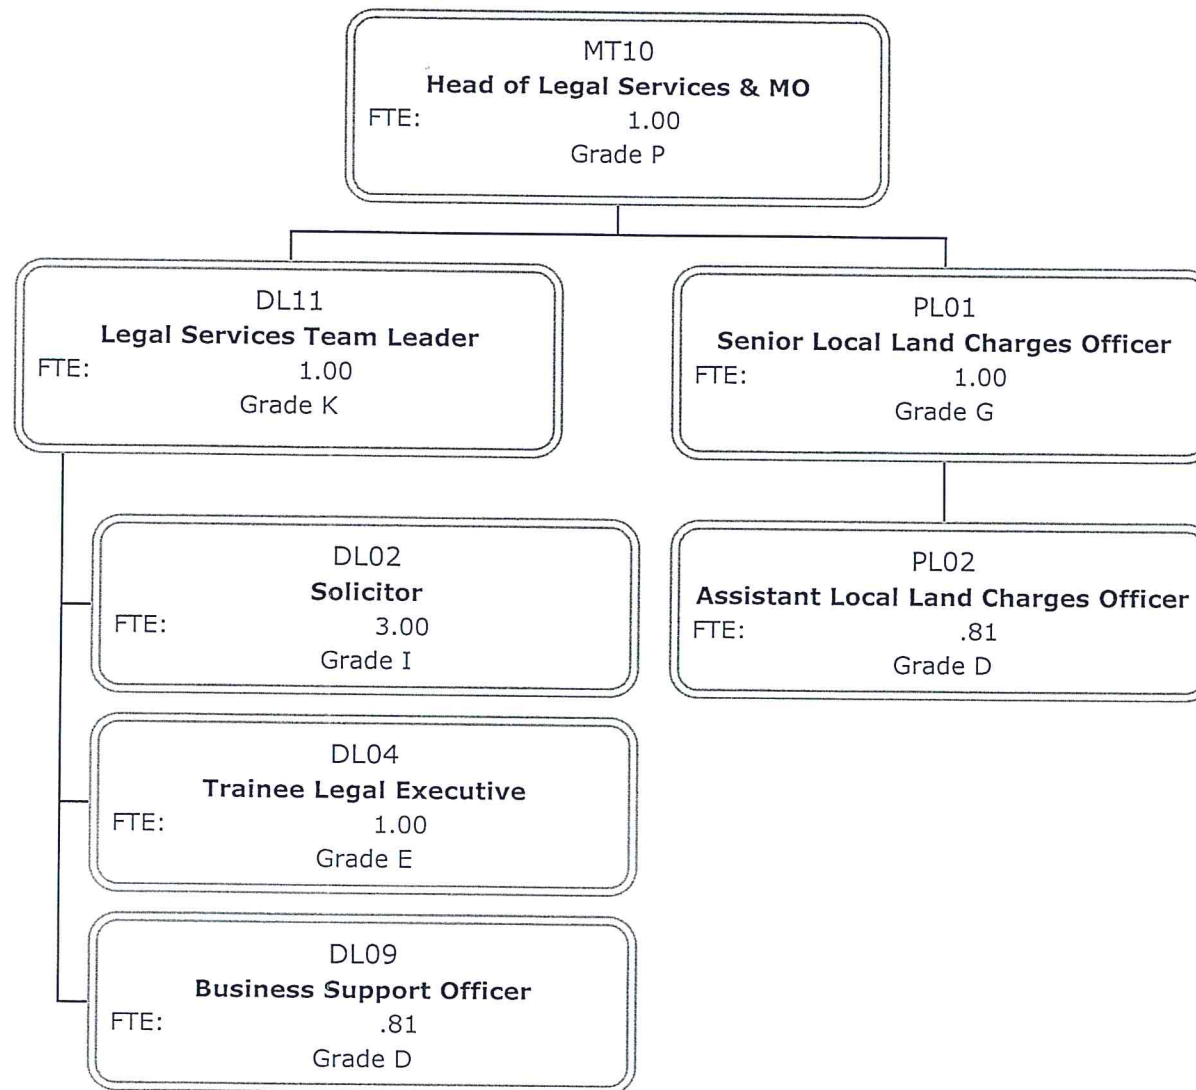 MT10
Head of Legal Services & MO
FTE: 1.00
Grade P
DL11
Legal Services Team Leader
FTE: 1.00
Grade K
PL01
Senior Local Land Charges Officer
FTE: 1.00
Grade G
DL02
Solicitor
FTE: 3.00
Grade I
PL02
Assistant Local Land Charges Officer
FTE: .81
Grade D
DL04
Trainee Legal Executive
FTE: 1.00
Grade E
DL09
Business Support Officer
FTE: .81
Grade D